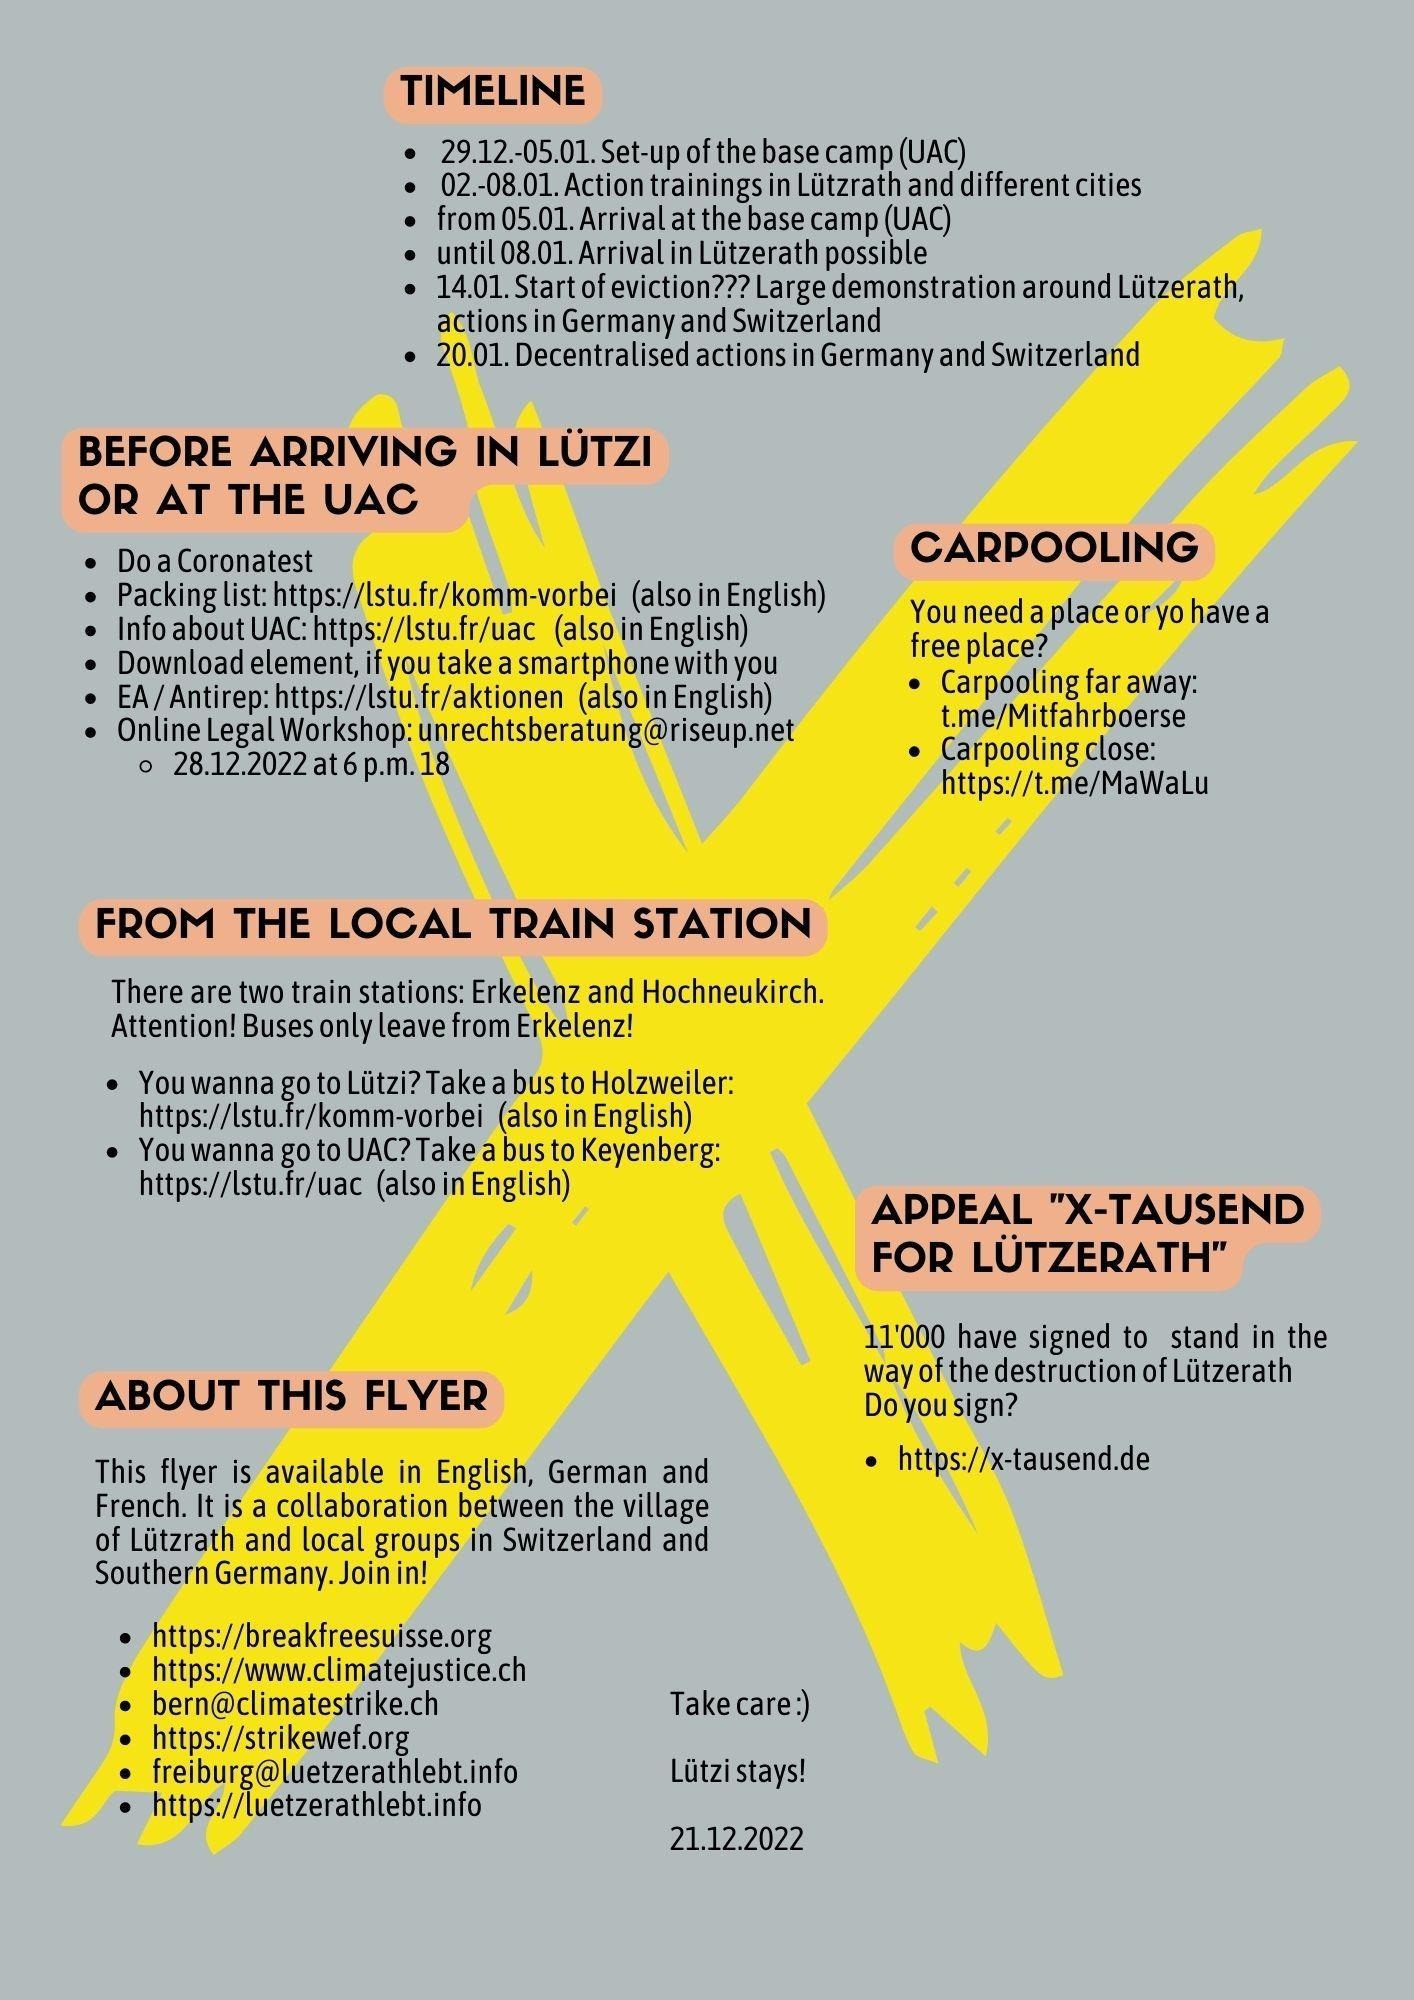 TIMELINE
• 29.12.-05.01. Set-up of the base camp (UAC)
• 02.-08.01. Action trainings in Lützrath and different cities
• from 05.01. Arrival at the base camp (UAC)
• until 08.01. Arrival in Lützerath possible
• 14.01. Start of eviction??? Large demonstration around Lützerath,
actions in Germany and Switzerland
• 20.01. Decentralised actions in Germany and Switzerland
BEFORE ARRIVING IN LÜTZI
OR AT THE UAC
• Do a Coronatest
• Packing list: https://lstu.fr/komm-vorbei (also in English)
• Info about UAC: https://lstu.fr/uac (also in English)
• Download element, if you take a smartphone with you
• EA / Antirep: https://lstu.fr/aktionen (also in English)
• Online Legal Workshop: unrechtsberatung@riseup.net
○ 28.12.2022 at 6 p.m. 18
CARPOOLING
You need a place or yo have a
free place?
• Carpooling far away:
t.me/Mitfahrboerse
• Carpooling close:
https://t.me/MaWaLu
FROM THE LOCAL TRAIN STATION
There are two train stations: Erkelenz and Hochneukirch.
Attention! Buses only leave from Erkelenz!
• You wanna go to Lützi? Take a bus to Holzweiler:
https://lstu.fr/komm-vorbei (also in English)
• You wanna go to UAC? Take a bus to Keyenberg:
https://lstu.fr/uac (also in English)
APPEAL "X-TAUSEND
FOR LÜTZERATH"
11'000 have signed to stand in the
way of the destruction of Lützerath
Do you sign?
• https://x-tausend.de
ABOUT THIS FLYER
This flyer is available in English, German and
French. It is a collaboration between the village
of Lützrath and local groups in Switzerland and
Southern Germany. Join in!
• https://breakfreesuisse.org
• https://www.climatejustice.ch
• bern@climatestrike.ch
• https://strikewef.org
• freiburg@luetzerathlebt.info
• https://luetzerathlebt.info
Take care :)
Lützi stays!
21.12.2022